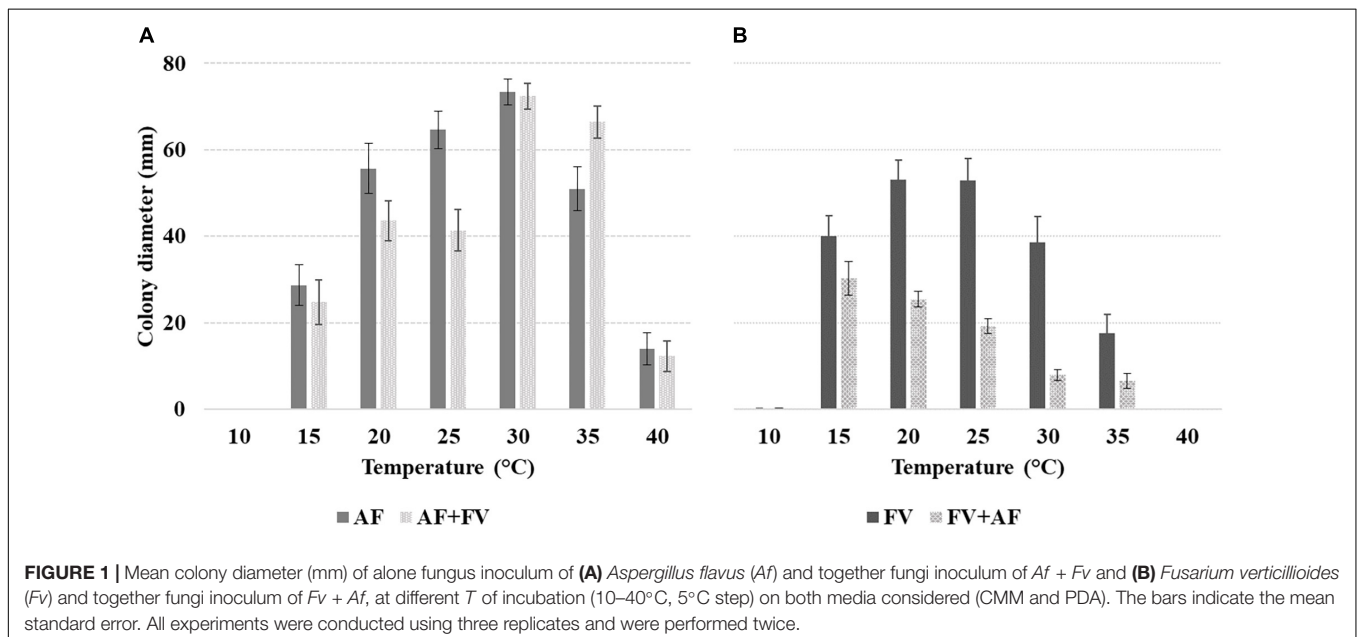 A
B
80
60
40
20
0
Colony diameter (mm)
10 15 20 25 30 35 40
Temperature (°C)
AF AF+FV
10 15 20 25 30 35 40
Temperature (°C)
FV FV+AF
FIGURE 1 | Mean colony diameter (mm) of alone fungus inoculum of (A) Aspergillus flavus (Af) and together fungi inoculum of Af + Fv and (B) Fusarium verticillioides
(Fv) and together fungi inoculum of Fv + Af, at different T of incubation (10–40°C, 5°C step) on both media considered (CMM and PDA). The bars indicate the mean
standard error. All experiments were conducted using three replicates and were performed twice.